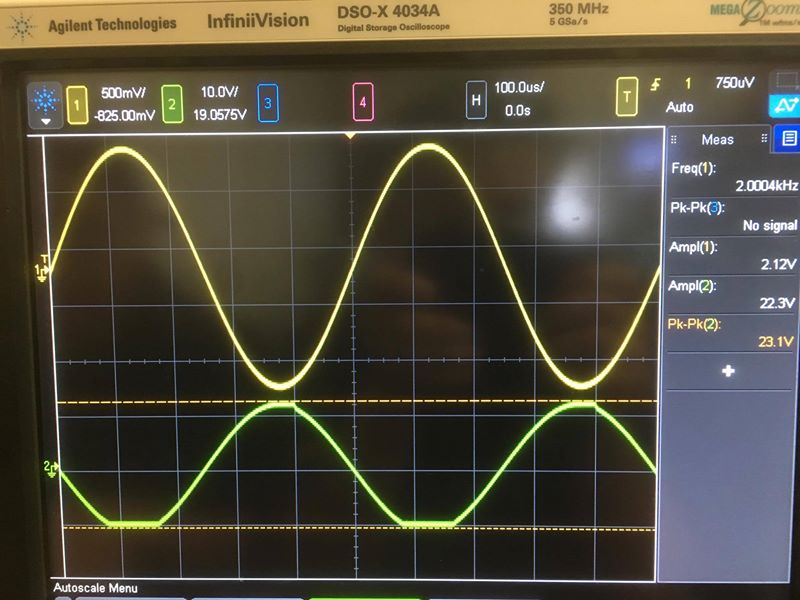 Agilent Technologies InfiniiVision DSO-X 4034A 350 MHz MEGA Zoom
Digital Storage Oscilloscope 5 GSa/s
1 500mV/ 2 10.0V/ 3 4 H 100.0us/ T 1 750uV
-825.00mV 19.0575V 0.0s Auto
Meas
Freq(1):
2.0004kHz
Pk-Pk(3):
No signal
Ampl(1):
2.12V
Ampl(2):
22.3V
Pk-Pk(2):
23.1V
T
1
2
Autoscale Menu